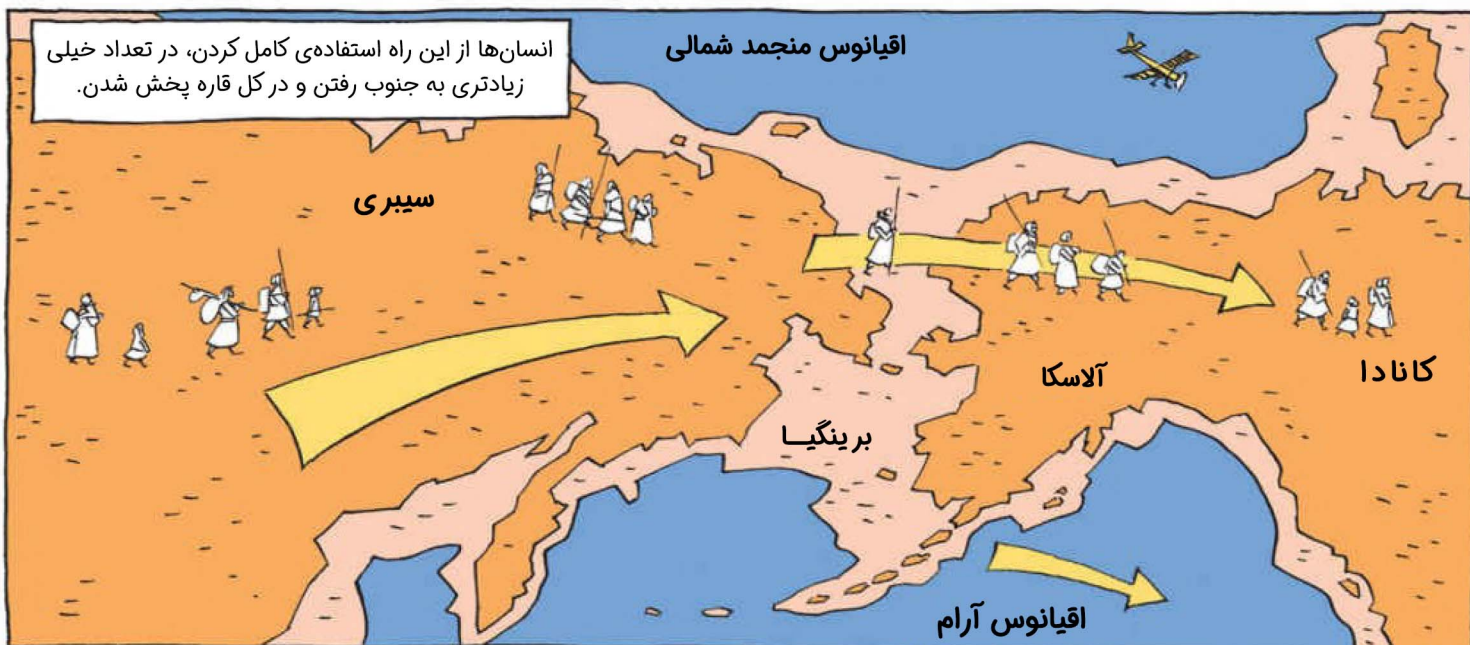 انسان‌ها از این راه استفاده‌ی کامل کردن، در تعداد خیلی
زیادتری به جنوب رفتن و در کل قاره پخش شدن.
اقیانوس منجمد شمالی
سیبری
آلاسکا
کانادا
برینگیــا
اقیانوس آرام